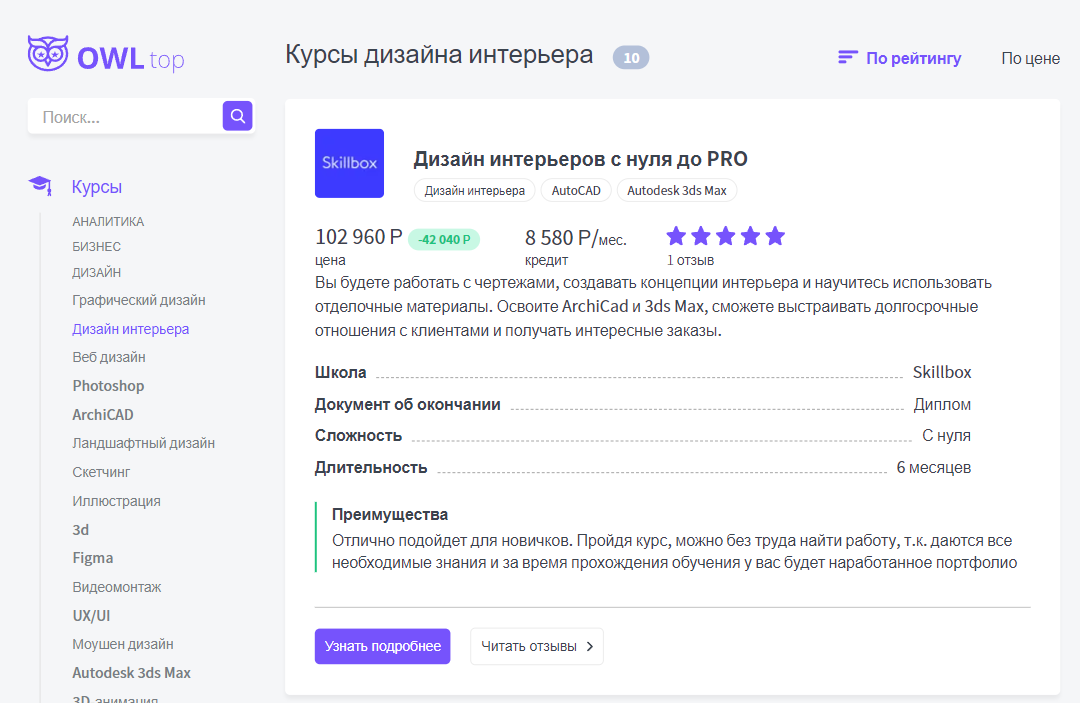 OWL top
Поиск...
Курсы
АНАЛИТИКА
БИЗНЕС
ДИЗАЙН
Графический дизайн
Дизайн интерьера
Веб дизайн
Photoshop
ArchiCAD
Ландшафтный дизайн
Скетчинг
Иллюстрация
3d
Figma
Видеомонтаж
UX/UI
Моушен дизайн
Autodesk 3ds Max
3D-анимация
Курсы дизайна интерьера 10
По рейтингу По цене
Skillbox
Дизайн интерьеров с нуля до PRO
Дизайн интерьера AutoCAD Autodesk 3ds Max
102 960 Р -42 040 Р 8 580 Р/мес.
цена кредит 1 отзыв
Вы будете работать с чертежами, создавать концепции интерьера и научитесь использовать
отделочные материалы. Освоите ArchiCad и 3ds Max, сможете выстраивать долгосрочные
отношения с клиентами и получать интересные заказы.
Школа Skillbox
Документ об окончании Диплом
Сложность С нуля
Длительность 6 месяцев
Преимущества
Отлично подойдет для новичков. Пройдя курс, можно без труда найти работу, т.к. даются все
необходимые знания и за время прохождения обучения у вас будет наработанное портфолио
Узнать подробнее Читать отзывы